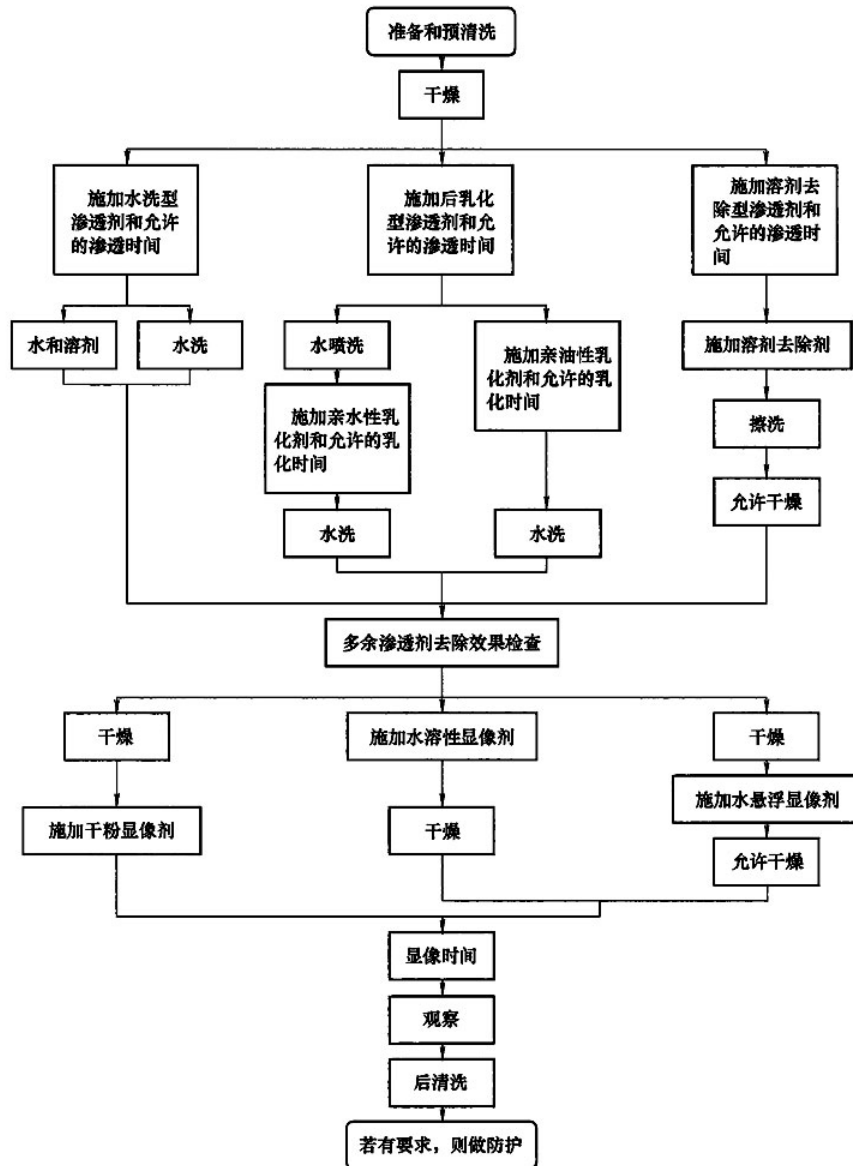 准备和预清洗
干燥
施加水洗型
渗透剂和允许
的渗透时间
施加后乳化
型渗透剂和允
许的渗透时间
施加溶剂去
除型渗透剂和
允许的渗透时
间
水和溶剂
水洗
水喷洗
施加亲水性乳
化剂和允许的乳
化时间
水洗
施加亲油性乳
化剂和允许的乳
化时间
水洗
施加溶剂去除剂
擦洗
允许干燥
多余渗透剂去除效果检查
干燥
施加干粉显像剂
施加水溶性显像剂
干燥
干燥
施加水悬浮显像剂
允许干燥
显像时间
观察
后清洗
若有要求，则做防护